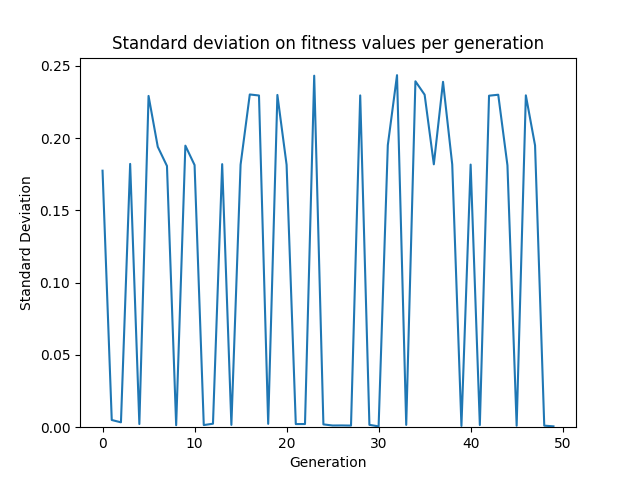 Standard deviation on fitness values per generation
0.25
0.20
0.15
0.10
0.05
0.00
Standard Deviation
0 10 20 30 40 50
Generation